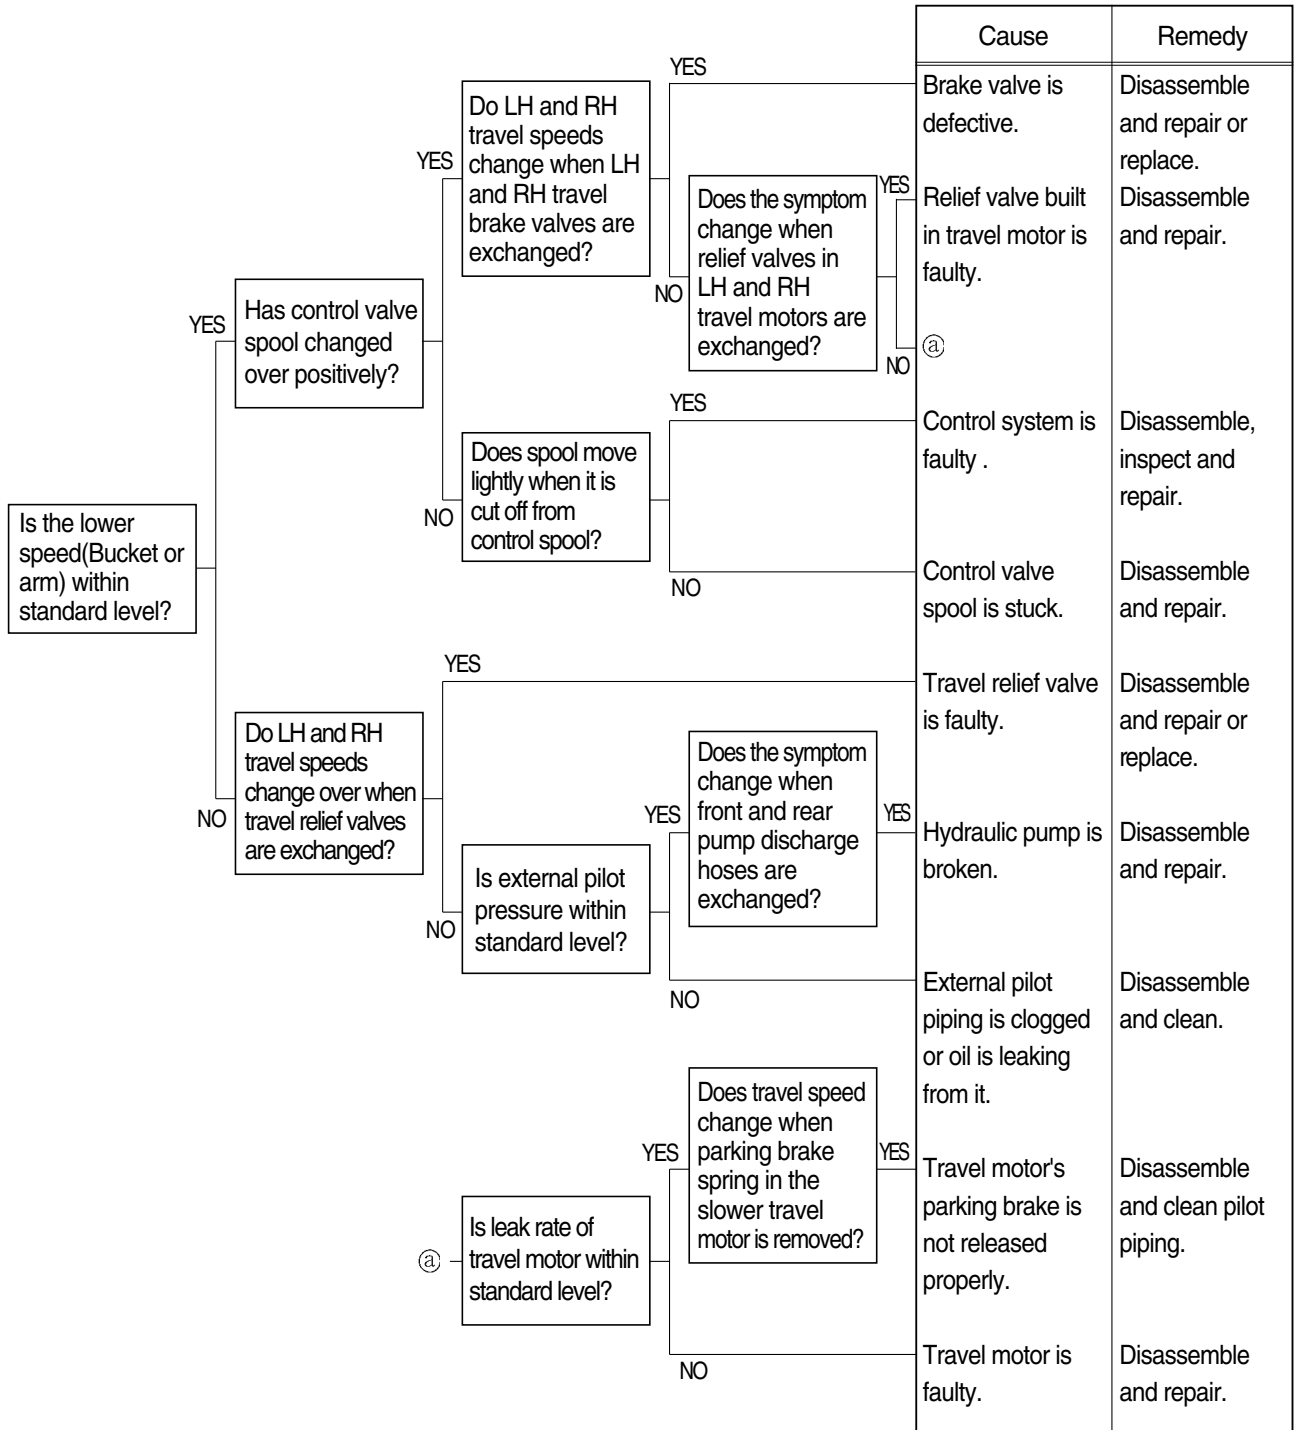 Cause
Remedy
YES
Do LH and RH
travel speeds
change when LH
and RH travel
brake valves are
exchanged?
Brake valve is
defective.
Disassemble
and repair or
replace.
YES
NO
Does the symptom
change when
relief valves in
LH and RH
travel motors are
exchanged?
YES
Relief valve built
in travel motor is
faulty.
Disassemble
and repair.
NO
ⓐ
YES
Has control valve
spool changed
over positively?
YES
Control system is
faulty .
Disassemble,
inspect and
repair.
NO
Does spool move
lightly when it is
cut off from
control spool?
NO
Control valve
spool is stuck.
Disassemble
and repair.
Is the lower
speed(Bucket or
arm) within
standard level?
YES
Travel relief valve
is faulty.
Disassemble
and repair or
replace.
NO
Do LH and RH
travel speeds
change over when
travel relief valves
are exchanged?
YES
Does the symptom
change when
front and rear
pump discharge
hoses are
exchanged?
YES
Hydraulic pump is
broken.
Disassemble
and repair.
NO
Is external pilot
pressure within
standard level?
NO
External pilot
piping is clogged
or oil is leaking
from it.
Disassemble
and clean.
YES
Does travel speed
change when
parking brake
spring in the
slower travel
motor is removed?
YES
Travel motor's
parking brake is
not released
properly.
Disassemble
and clean pilot
piping.
ⓐ
Is leak rate of
travel motor within
standard level?
NO
Travel motor is
faulty.
Disassemble
and repair.